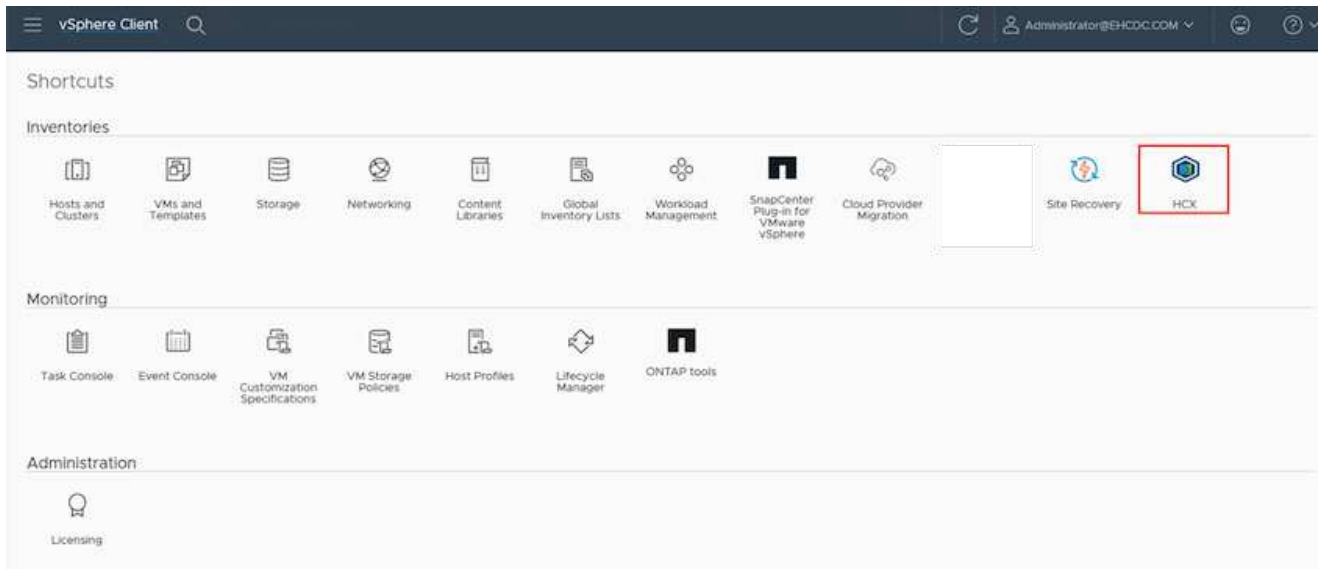 vSphere Client
Administrator@EHCDC.COM
Shortcuts
Inventories
Hosts and
Clusters
VMs and
Templates
Storage
Networking
Content
Libraries
Global
Inventory Lists
Workload
Management
SnapCenter
Plug-in for
VMware
vSphere
Cloud Provider
Migration
Site Recovery
HCX
Monitoring
Task Console
Event Console
VM
Customization
Specifications
VM Storage
Policies
Host Profiles
Lifecycle
Manager
ONTAP tools
Administration
Licensing